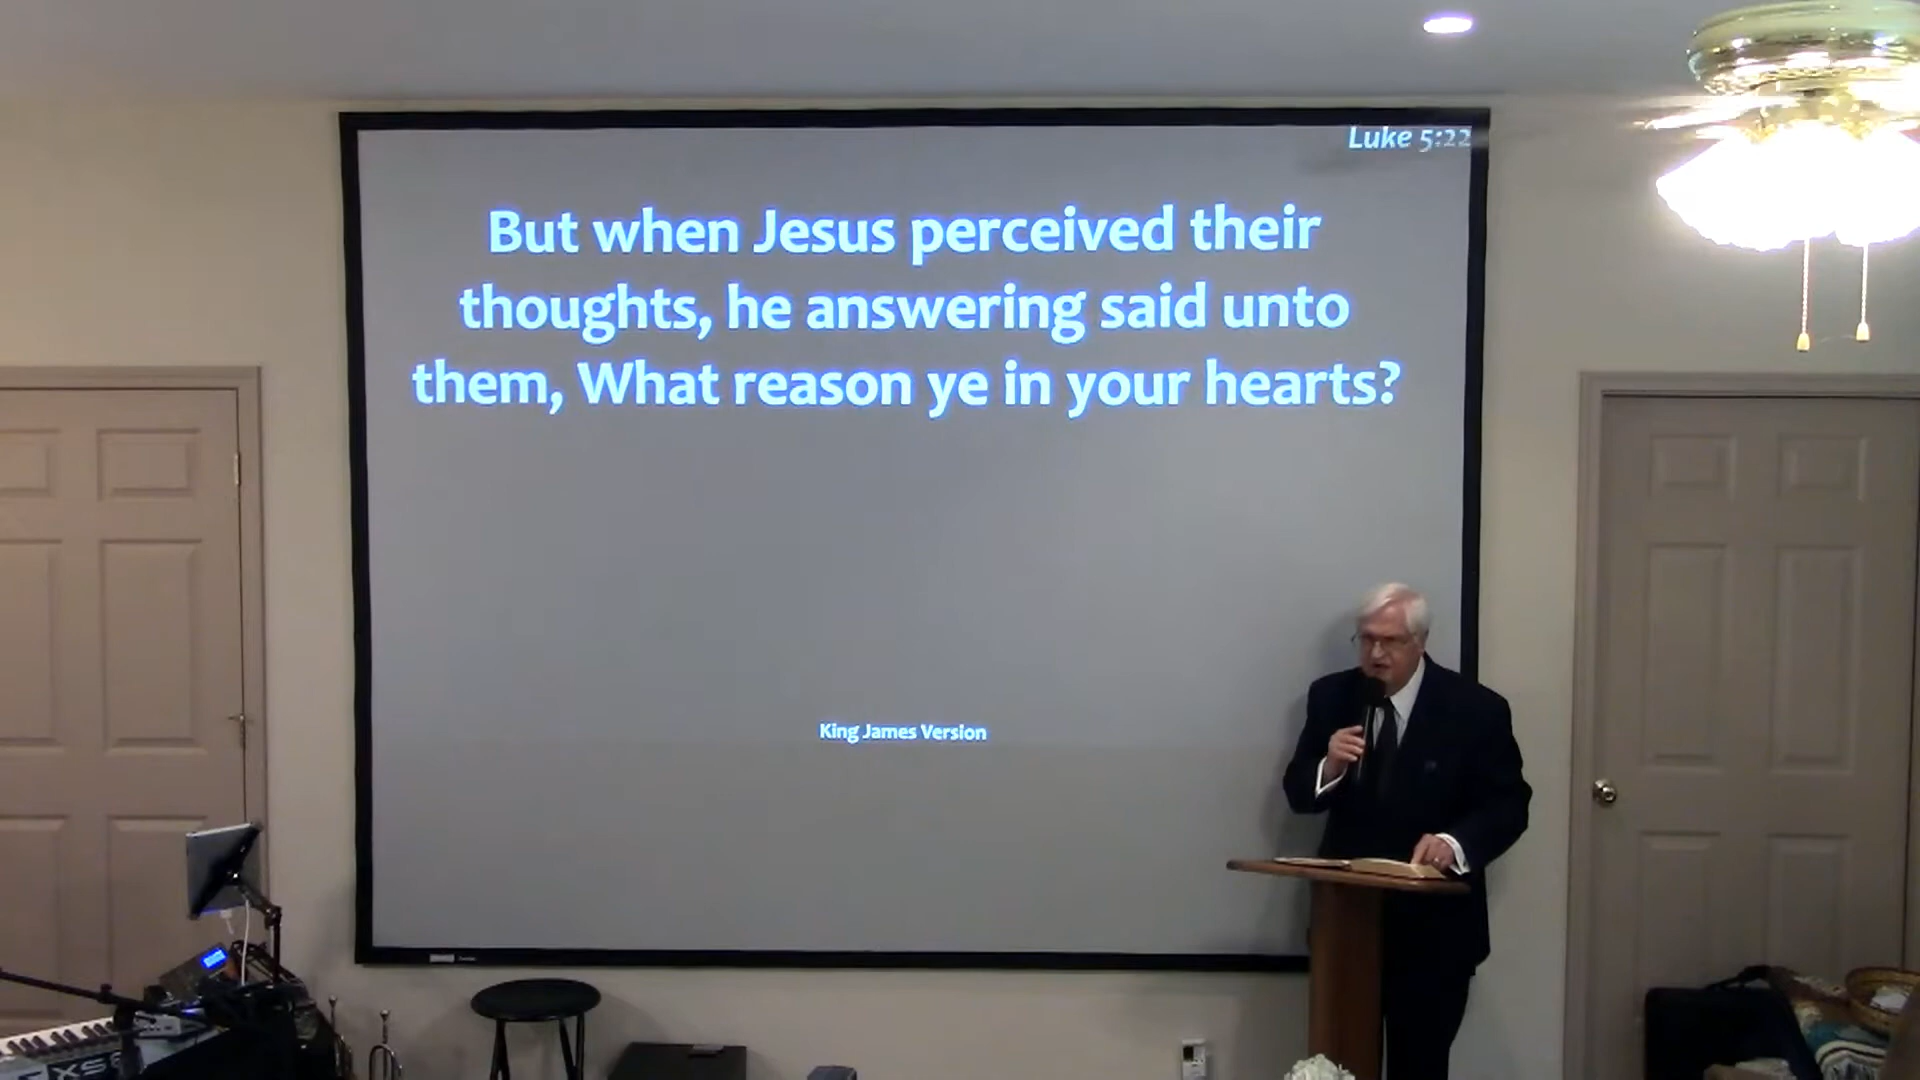 Luke 5:22
But when Jesus perceived their
thoughts, he answering said unto
them, What reason ye in your hearts?
King James Version